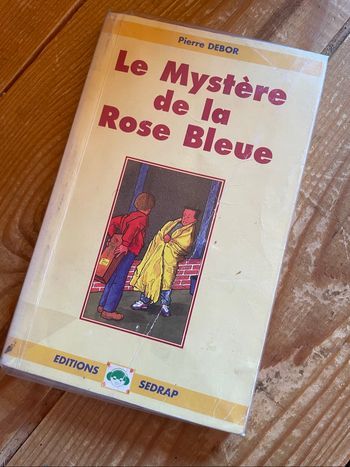 Pierre DEBOR
Le Mystère
de la
Rose Bleue
EDITIONS SEDRAP